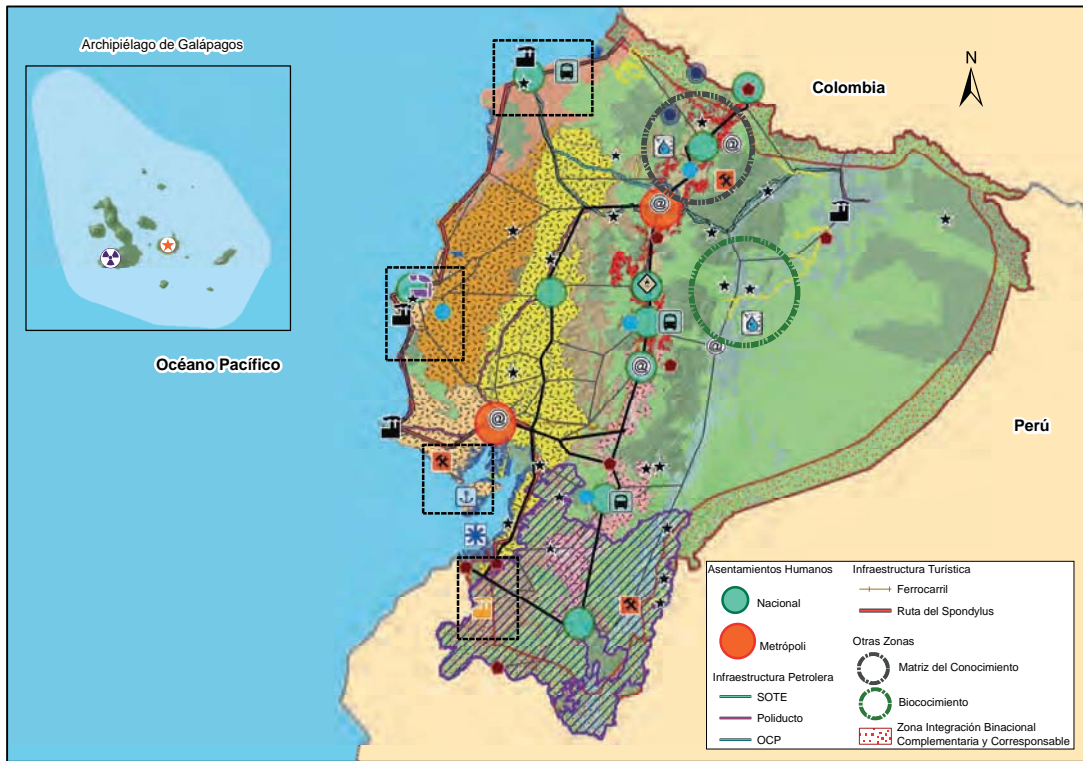 Archipiélago de Galápagos
Océano Pacífico
Colombia
N
Perú
@
@
@
@
@
Asentamientos Humanos
Nacional
Metrópoli
Infraestructura Petrolera
SOTE
Poliducto
OCP
Infraestructura Turística
Ferrocarril
Ruta del Spondylus
Otras Zonas
Matriz del Conocimiento
Biococimiento
Zona Integración Binacional
Complementaria y Corresponsable